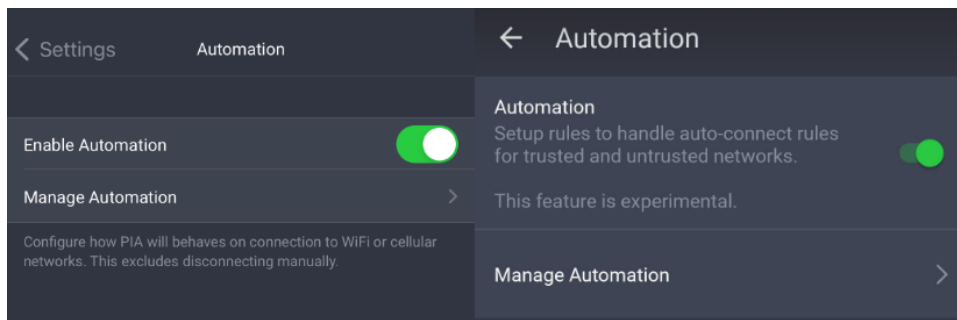 Settings
Automation
Enable Automation
Manage Automation
Configure how PIA will behaves on connection to WiFi or cellular
networks. This excludes disconnecting manually.
Automation
Automation
Setup rules to handle auto-connect rules
for trusted and untrusted networks.
This feature is experimental.
Manage Automation